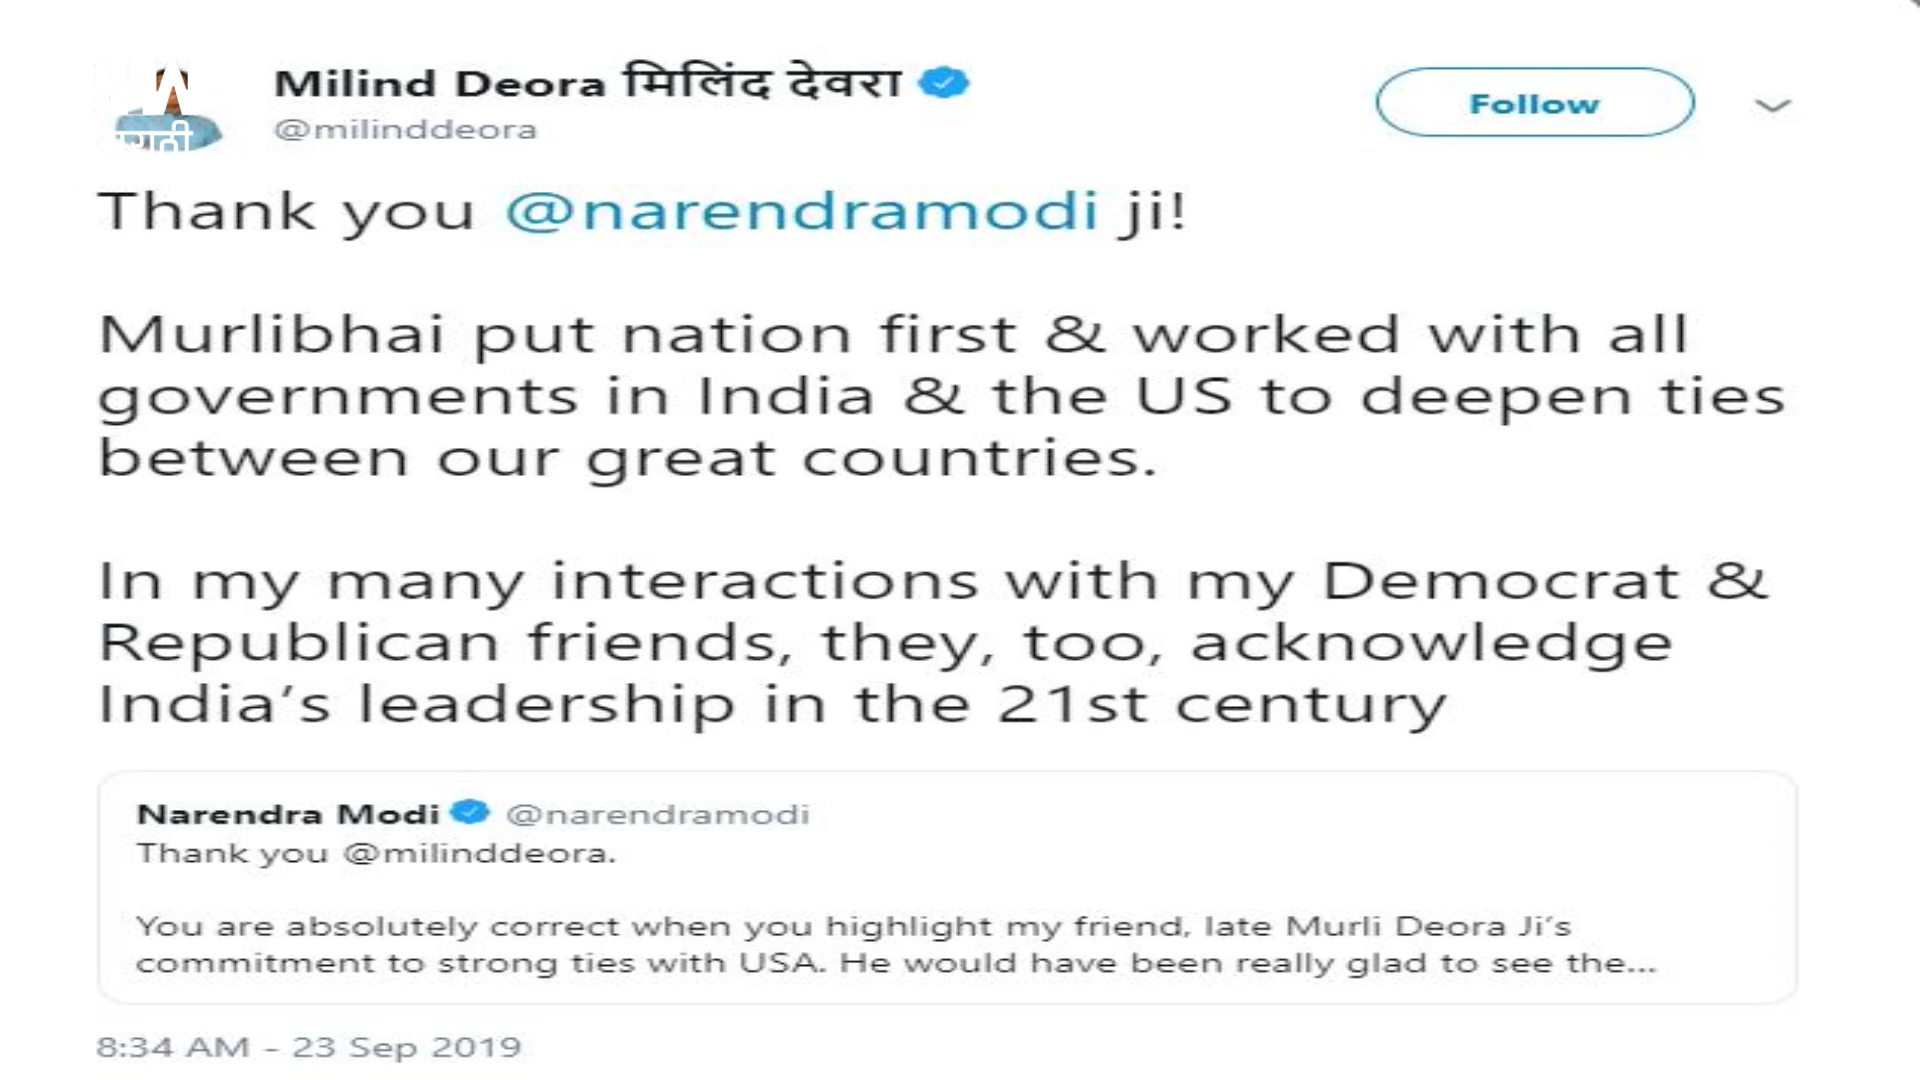 Milind Deora मिलिंद देवरा
@milinddeora
Follow
Thank you @narendramodi ji!
Murlibhai put nation first & worked with all
governments in India & the US to deepen ties
between our great countries.
In my many interactions with my Democrat &
Republican friends, they, too, acknowledge
India's leadership in the 21st century
Narendra Modi @narendramodi
Thank you @milinddeora.
You are absolutely correct when you highlight my friend, late Murli Deora Ji's
commitment to strong ties with USA. He would have been really glad to see the...
8:34 AM - 23 Sep 2019